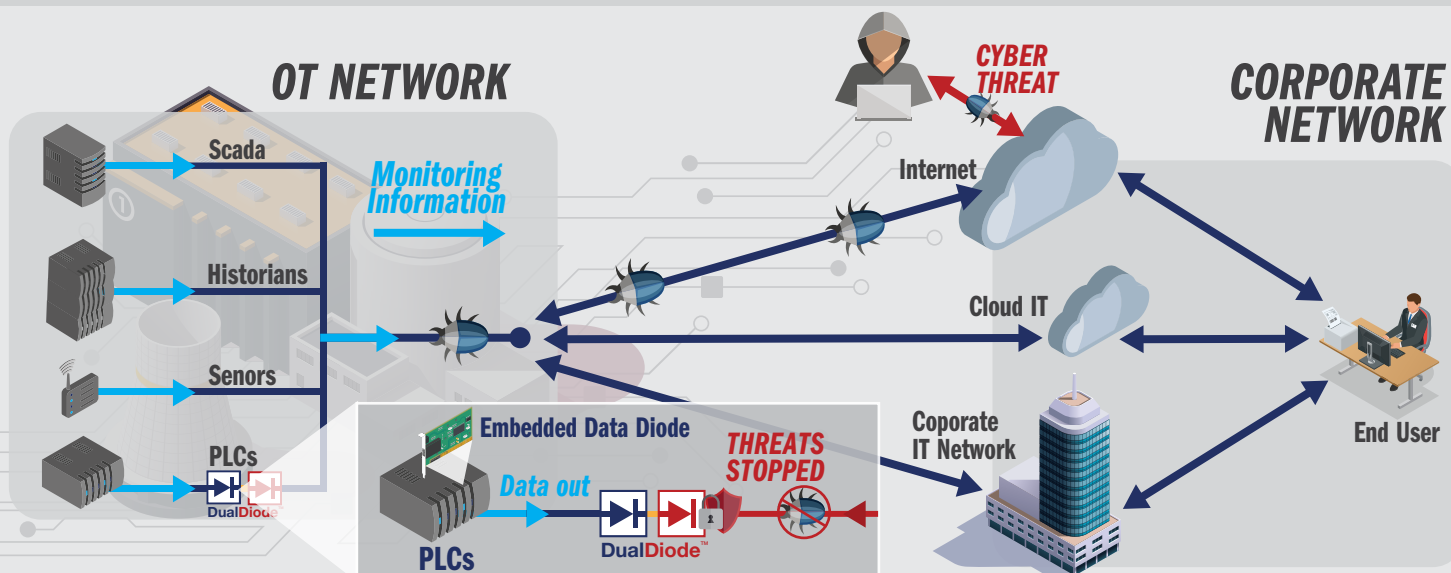 OT NETWORK
CYBER
THREAT
CORPORATE
NETWORK
Scada
Monitoring
Information
Internet
1
Historians
Cloud IT
Senors
PLCs
DualDiode
Embedded Data Diode
THREATS
STOPPED
Data out
DualDiode™
PLCs
Coporate
IT Network
End User